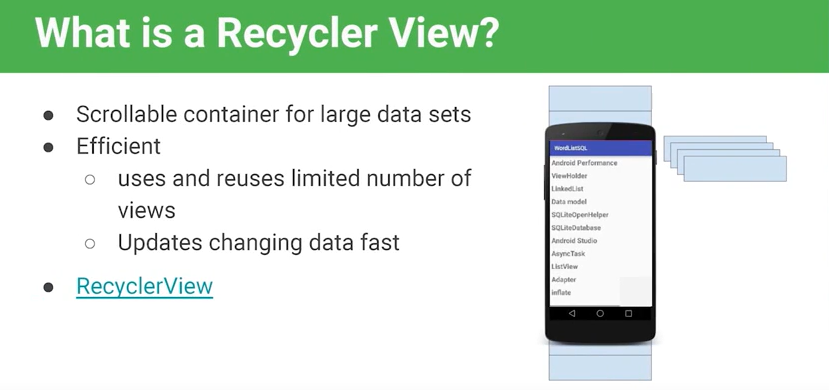 What is a Recycler View?
● Scrollable container for large data sets
● Efficient
○ uses and reuses limited number of
views
○ Updates changing data fast
● RecyclerView
WordListSQL
Android Performance
ViewHolder
LinkedList
Data model
SQLiteOpenHelper
SQLiteDatabase
Android Studio
AsyncTask
ListView
Adapter
inflate